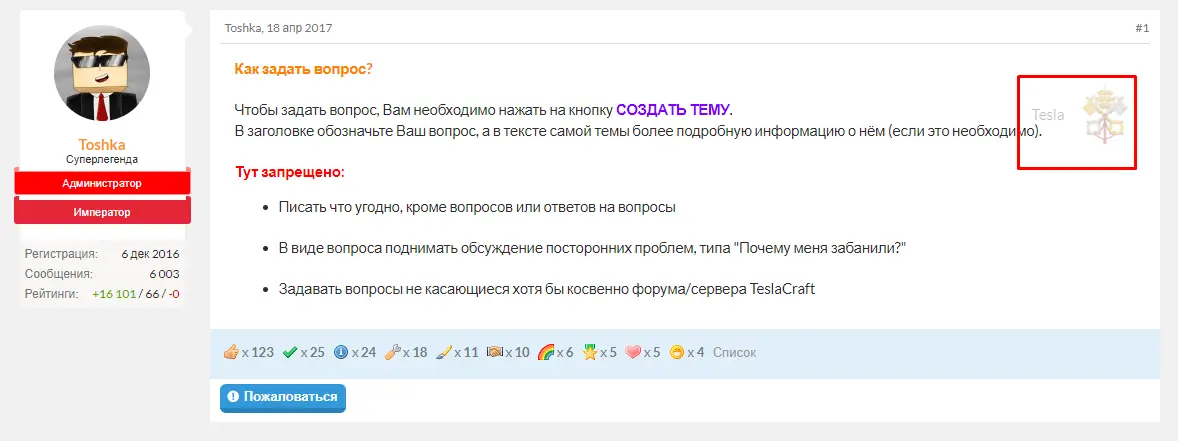 Toshka, 18 апр 2017
#1
Как задать вопрос?
Чтобы задать вопрос, Вам необходимо нажать на кнопку СОЗДАТЬ ТЕМУ.
Tesla
В заголовке обозначьте Ваш вопрос, а в тексте самой темы более подробную информацию о нём (если это необходимо).
Toshka
Суперлегенда
Администратор
Император
Тут запрещено:
Писать что угодно, кроме вопросов или ответов на вопросы
В виде вопроса поднимать обсуждение посторонних проблем, типа "Почему меня забанили?"
Задавать вопросы не касающиеся хотя бы косвенно форума/сервера TeslaCraft
Регистрация: 6 дек 2016
Сообщения: 6 003
Рейтинги: +16 101 / 66 / -0
x 123 x 25 x 24 x 18 x 11 x 10 x 6 x 5 x 5 x 4 Список
Пожаловаться